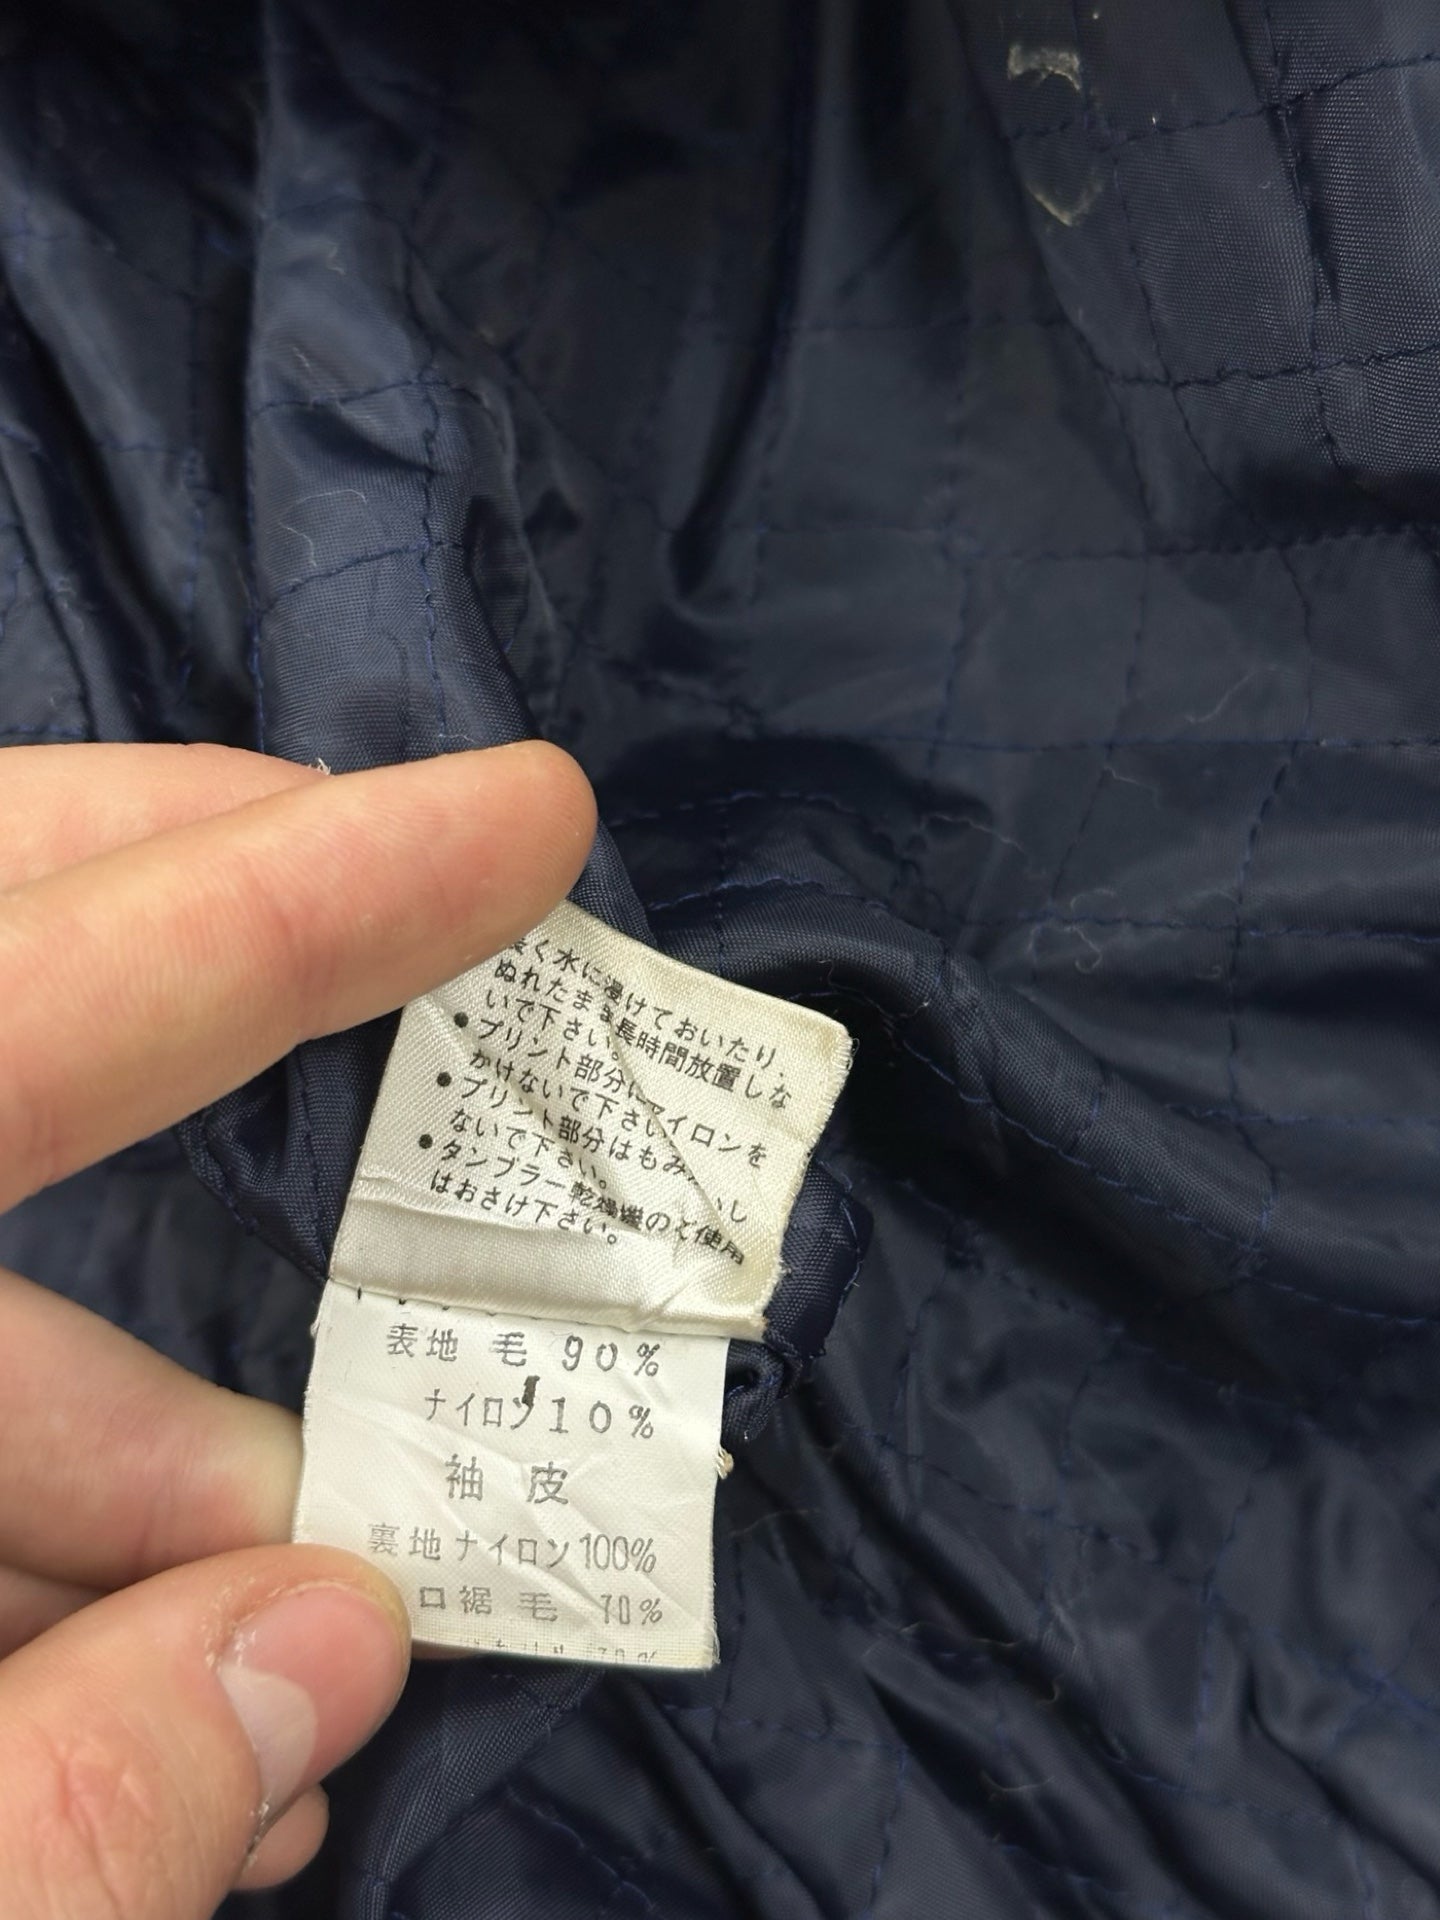 く水に浸けておいたり、
ぬれたまま長時間放置しな
いで下さい。
●プリント部分にアイロンを
かけないで下さい。
●プリント部分はもみ
ないで下さい。
●タンブラー乾燥機のご使用
はおさけ下さい。
表地 毛 90%
ナイロン 10%
袖 皮
裏地ナイロン100%
口裾 毛 70%